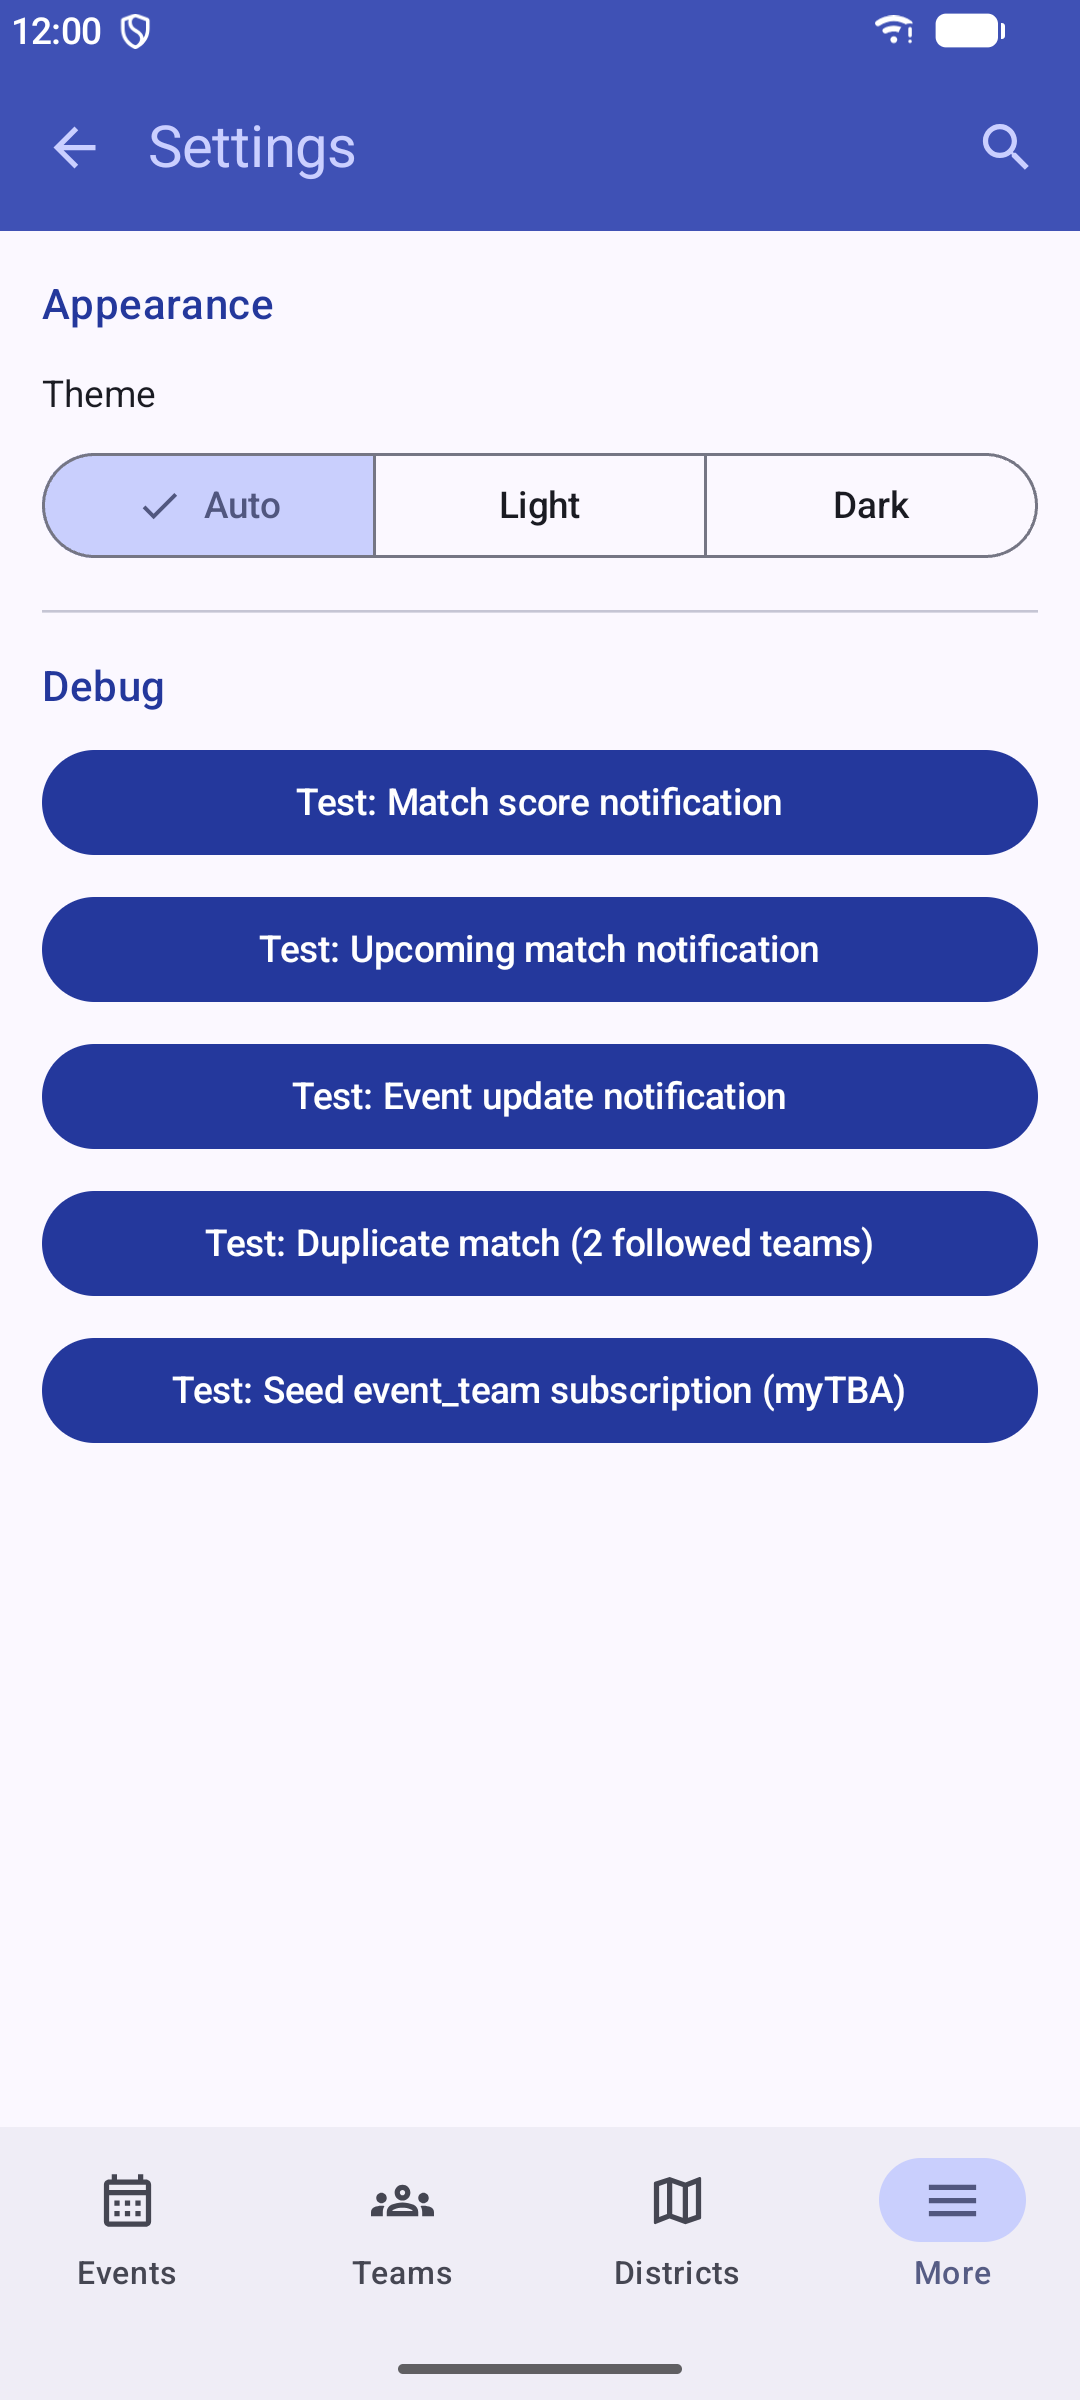 12:00
Settings
Appearance
Theme
Auto
Light
Dark
Debug
Test: Match score notification
Test: Upcoming match notification
Test: Event update notification
Test: Duplicate match (2 followed teams)
Test: Seed event_team subscription (myTBA)
Events
Teams
Districts
More